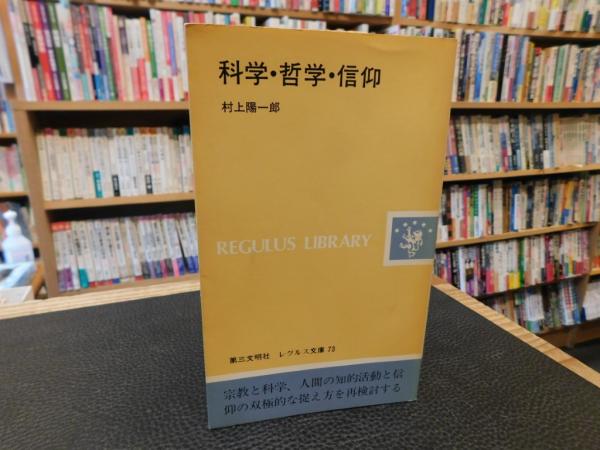 科学・哲学・信仰
村上陽一郎
REGULUS LIBRARY
第三文明社 レグルス文庫 73
宗教と科学、人間の知的活動と信
仰の双極的な捉え方を再検討する